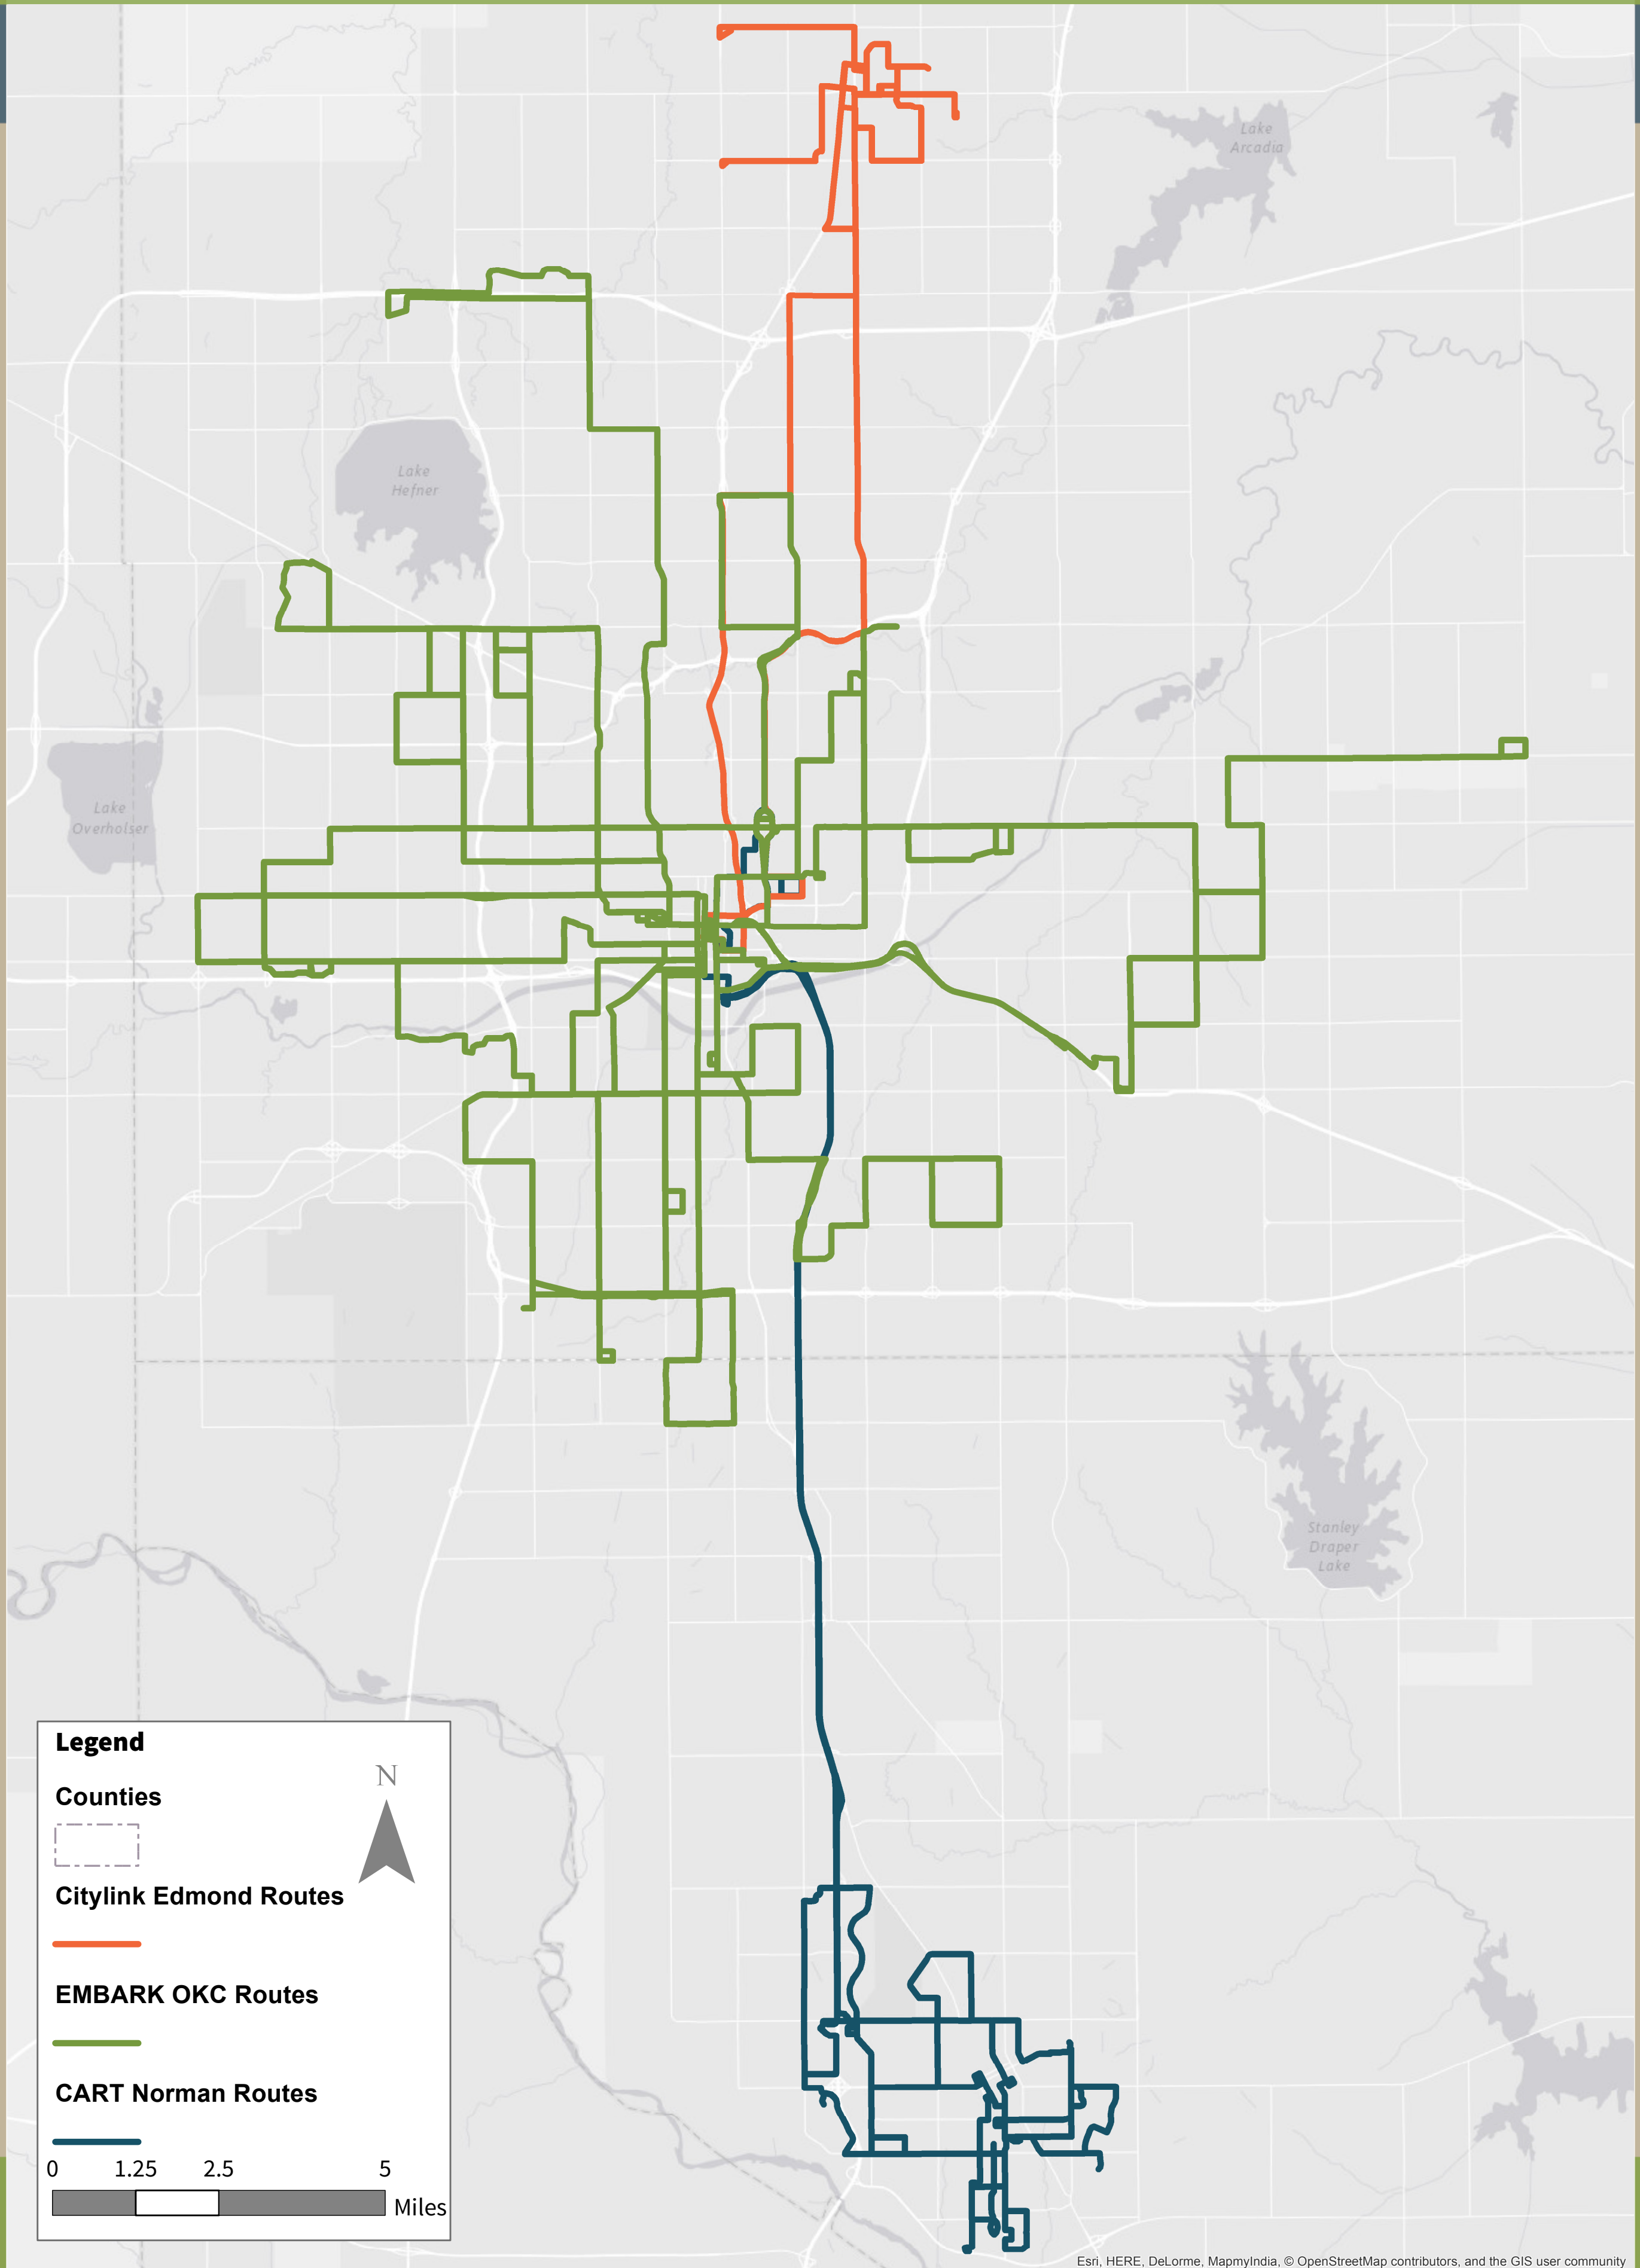 Lake
Arcadia
Lake
Hefner
Lake
Overholser
Stanley
Draper
Lake
Legend
N
Counties
Citylink Edmond Routes
EMBARK OKC Routes
CART Norman Routes
0 1.25 2.5 5
Miles
Esri, HERE, DeLorme, MapmyIndia, © OpenStreetMap contributors, and the GIS user community